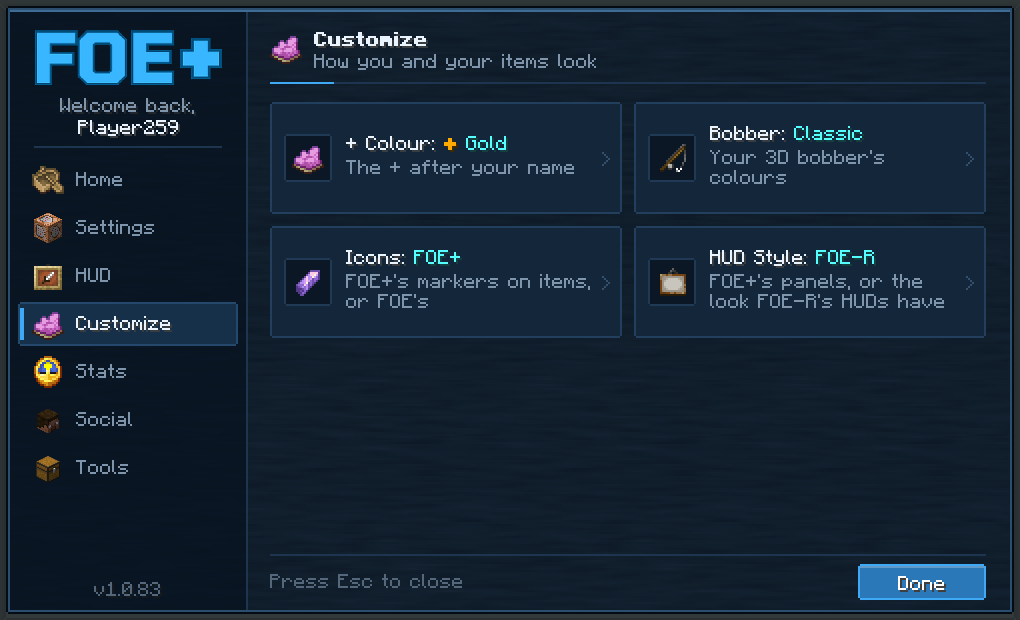 FOE+
Welcome back,
Player259
Home
Settings
HUD
Customize
Stats
Social
Tools
v1.0.83
Customize
How you and your items look
+ Colour: + Gold
The + after your name
Bobber: Classic
Your 3D bobber's
colours
Icons: FOE+
FOE+'s markers on items,
or FOE's
HUD Style: FOE-R
FOE+'s panels, or the
look FOE-R's HUDs have
Press Esc to close
Done